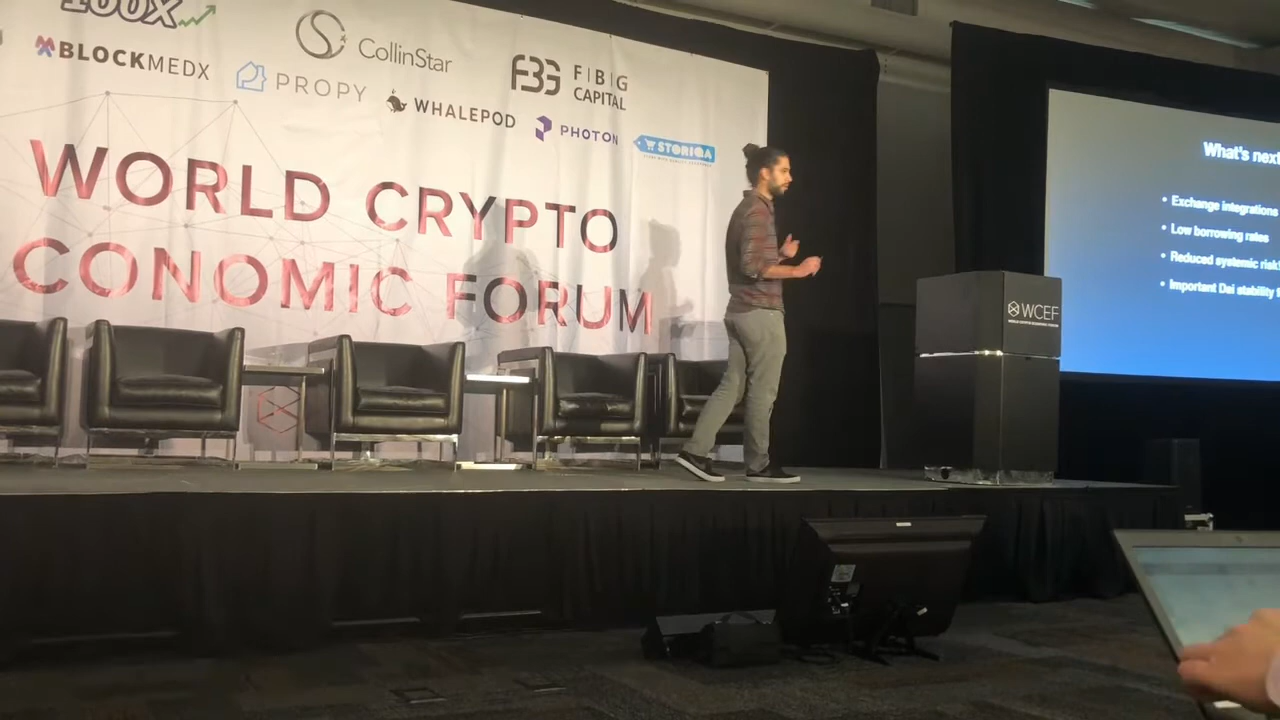 100X
BLOCKMEDX
CollinStar
PROPY
WHALEPOD
FBG
F|B|G
CAPITAL
PHOTON
STORIQA
WORLD CRYPTO
CONOMIC FORUM
WCEF
What's next
• Exchange integrations
• Low borrowing rates
• Reduced systemic risk
• Important Dai stability